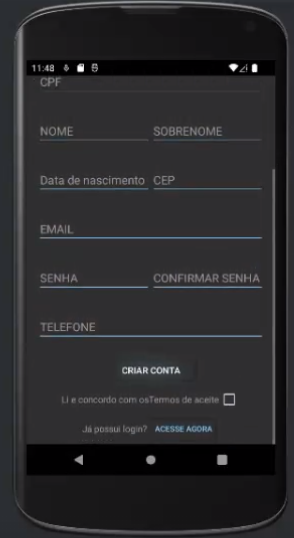 11:48
CPF
NOME SOBRENOME
Data de nascimento CEP
EMAIL
SENHA CONFIRMAR SENHA
TELEFONE
CRIAR CONTA
Li e concordo com osTermos de aceite
Já possui login? ACESSE AGORA